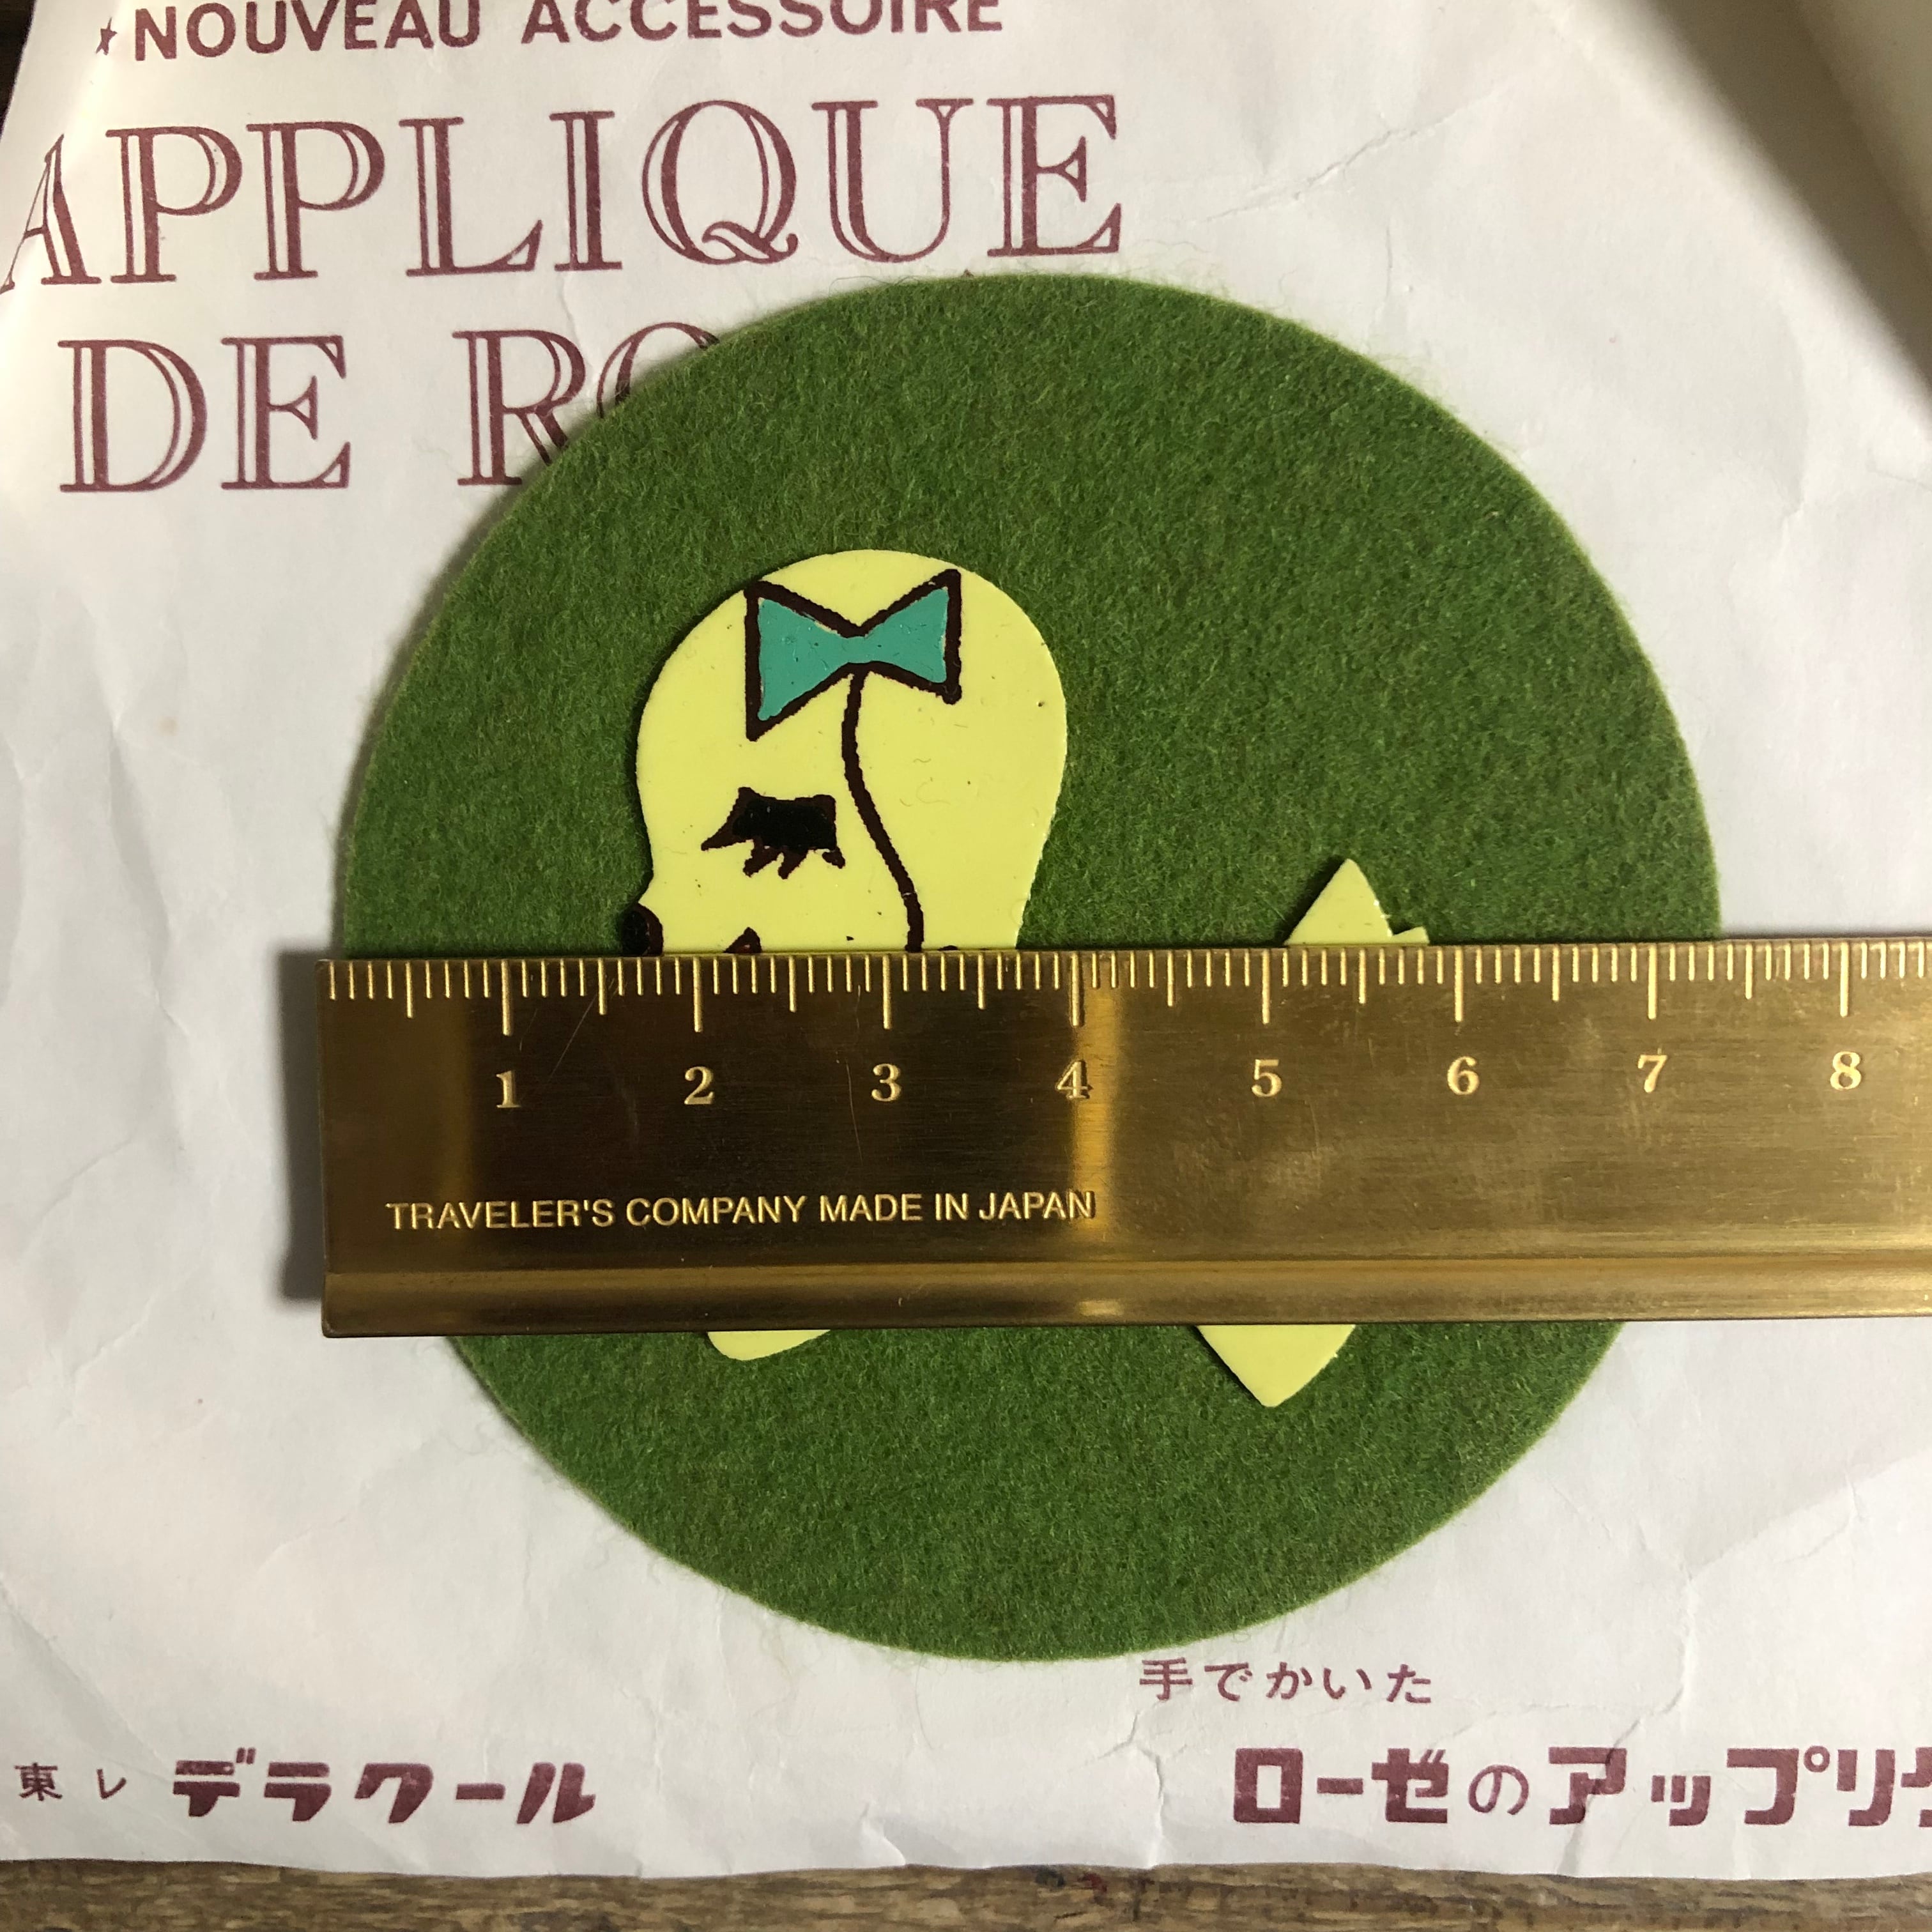 ★NOUVEAU ACCESSOIRE
APPLIQUE
DE RO
1 2 3 4 5 6 7 8
TRAVELER'S COMPANY MADE IN JAPAN
手でかいた
東レ デラクール
ローゼのアップリケ